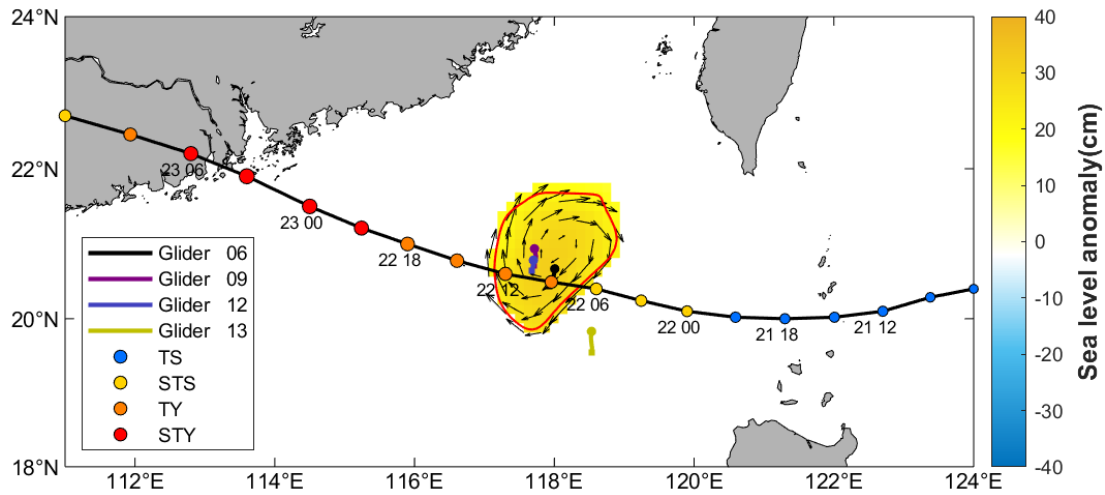 24°N
22°N
20°N
18°N
112°E
114°E
116°E
118°E
120°E
122°E
124°E
23 06
23 00
22 18
22 12
22 06
22 00
21 18
21 12
Glider 06
Glider 09
Glider 12
Glider 13
TS
STS
TY
STY
40
30
20
10
0
-10
-20
-30
-40
Sea level anomaly(cm)